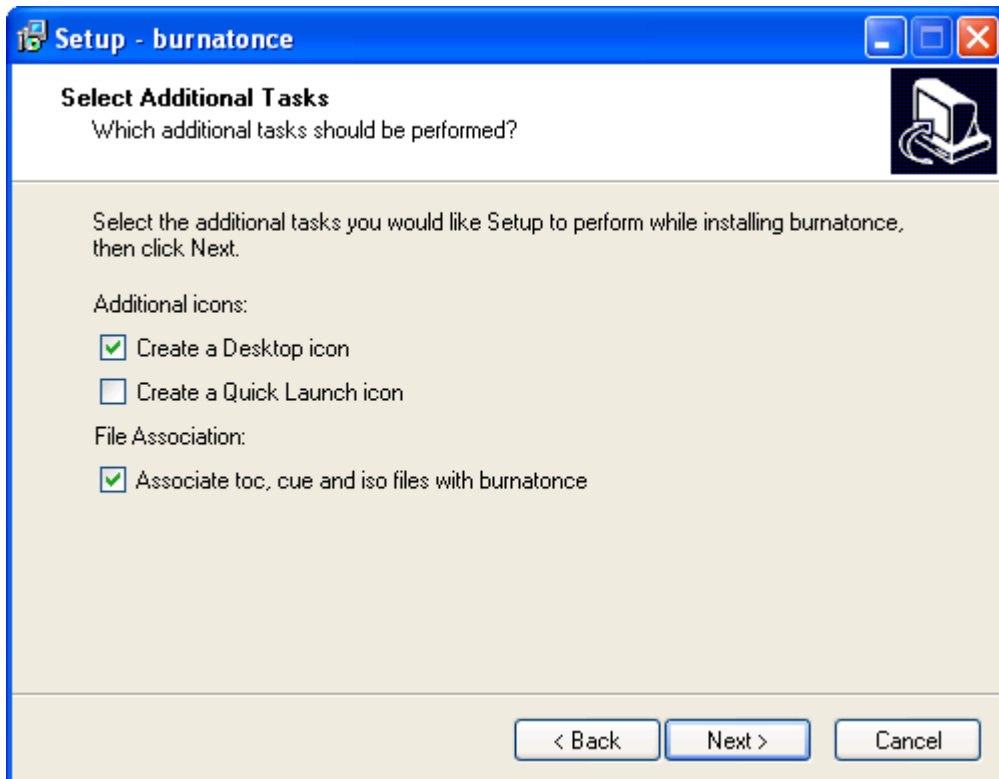 Setup - burnatonce
Select Additional Tasks
Which additional tasks should be performed?
Select the additional tasks you would like Setup to perform while installing burnatonce,
then click Next.
Additional icons:
Create a Desktop icon
Create a Quick Launch icon
File Association:
Associate toc, cue and iso files with burnatonce
< Back
Next >
Cancel